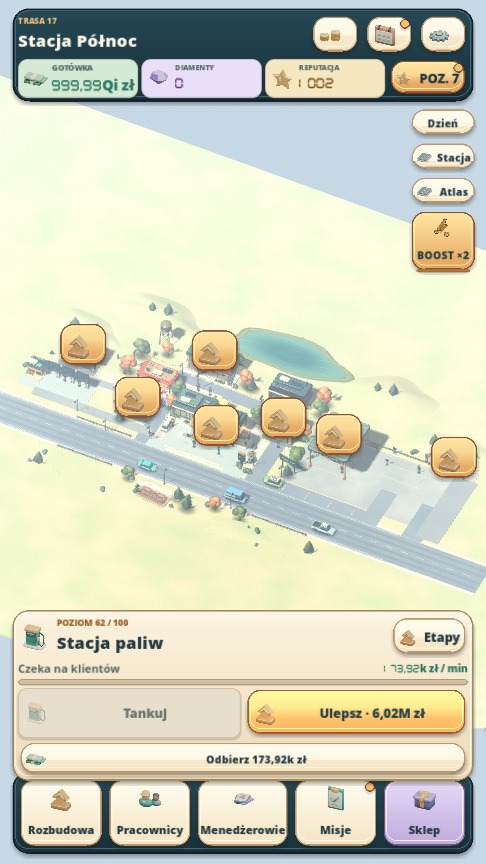 TRASA 17
Stacja Północ
GOTÓWKA
999,99Qi zł
DIAMENTY
0
REPUTACJA
1 002
POZ. 7
Dzień
Stacja
Atlas
BOOST ×2
POZIOM 62 / 100
Stacja paliw
Etapy
Czeka na klientów
173,92k zł / min
Tankuj
Ulepsz · 6,02M zł
Odbierz 173,92k zł
Rozbudowa
Pracownicy
Menedżerowie
Misje
Sklep